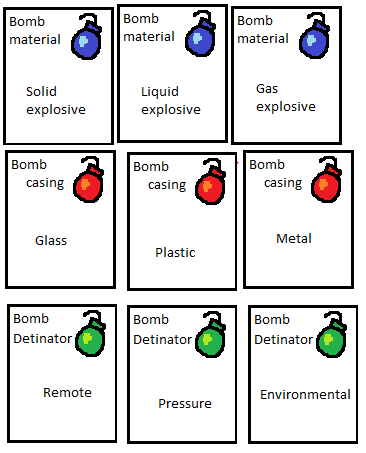 Bomb
material
Solid
explosive
Bomb
material
Liquid
explosive
Bomb
material
Gas
explosive
Bomb
casing
Glass
Bomb
casing
Plastic
Bomb
casing
Metal
Bomb
Detinator
Remote
Bomb
Detinator
Pressure
Bomb
Detinator
Environmental